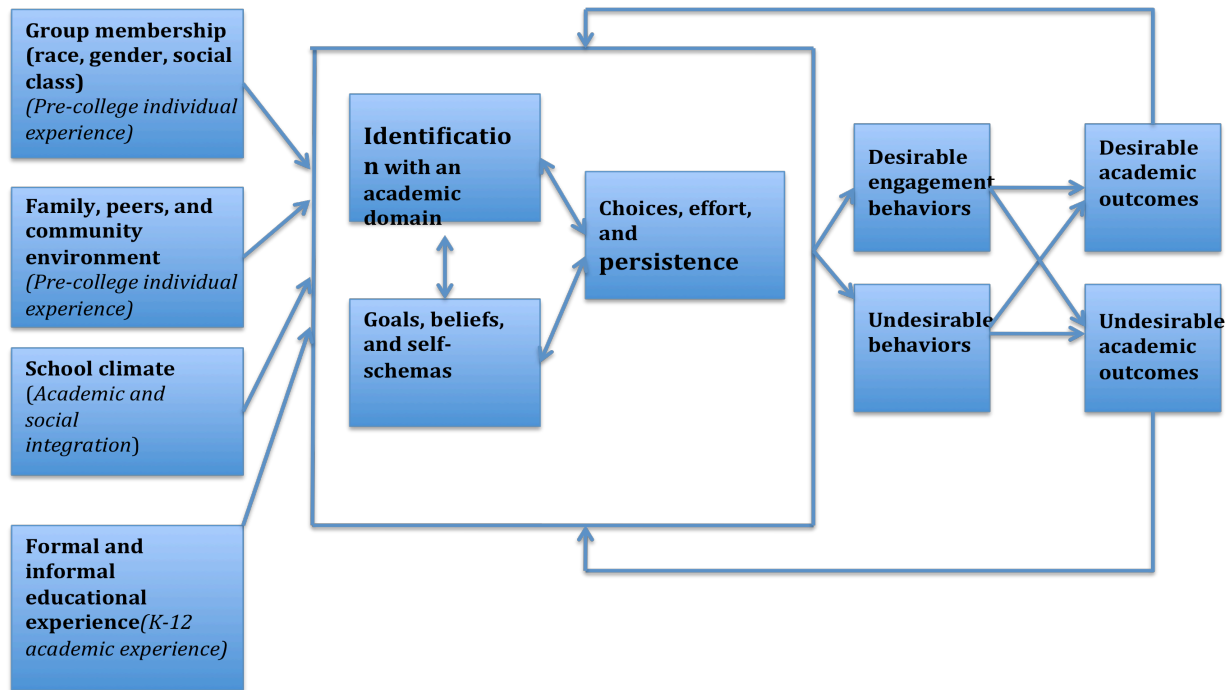 Group membership
(race, gender, social
class)
(Pre-college individual
experience)
Family, peers, and
community
environment
(Pre-college individual
experience)
School climate
(Academic and
social
integration)
Formal and
informal
educational
experience(K-12
academic experience)
Identificatio
n with an
academic
domain
Goals, beliefs,
and self-
schemas
Choices, effort,
and
persistence
Desirable
engagement
behaviors
Undesirable
behaviors
Desirable
academic
outcomes
Undesirable
academic
outcomes